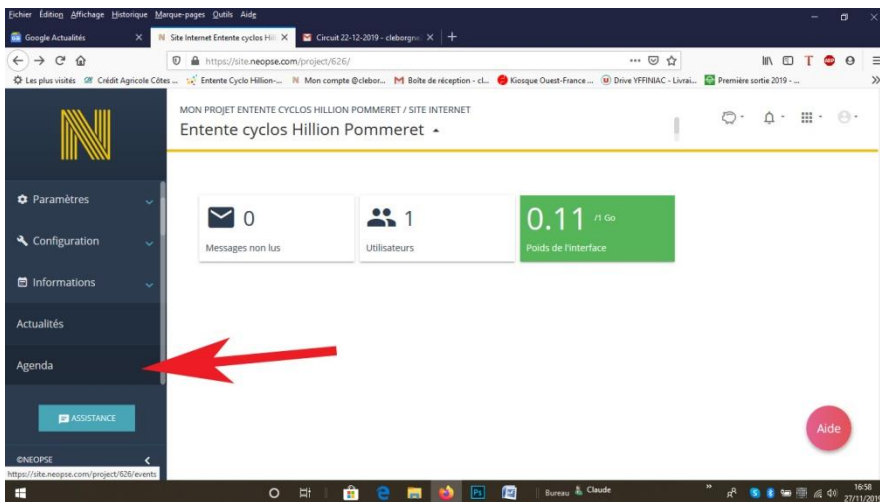 Fichier Édition Affichage Historique Marque-pages Outils Aide
Google Actualités
Site Internet Entente cyclos Hill
Circuit 22-12-2019 - cleborgne
https://site.neopse.com/project/626/
Les plus visités Crédit Agricole Côtes ... Entente Cyclo Hillion-... Mon compte @clebor... Boîte de réception - cl... Kiosque Ouest-France ... Drive YFFINIAC - Livrai... Première sortie 2019 - ...
MON PROJET ENTENTE CYCLOS HILLION POMMERET / SITE INTERNET
Entente cyclos Hillion Pommeret
Paramètres
Configuration
Informations
Actualités
Agenda
ASSISTANCE
©NEOPSE
0
Messages non lus
1
Utilisateurs
0.11 /1 Go
Poids de l'interface
Aide
https://site.neopse.com/project/626/events
Bureau Claude
16:58
27/11/2019